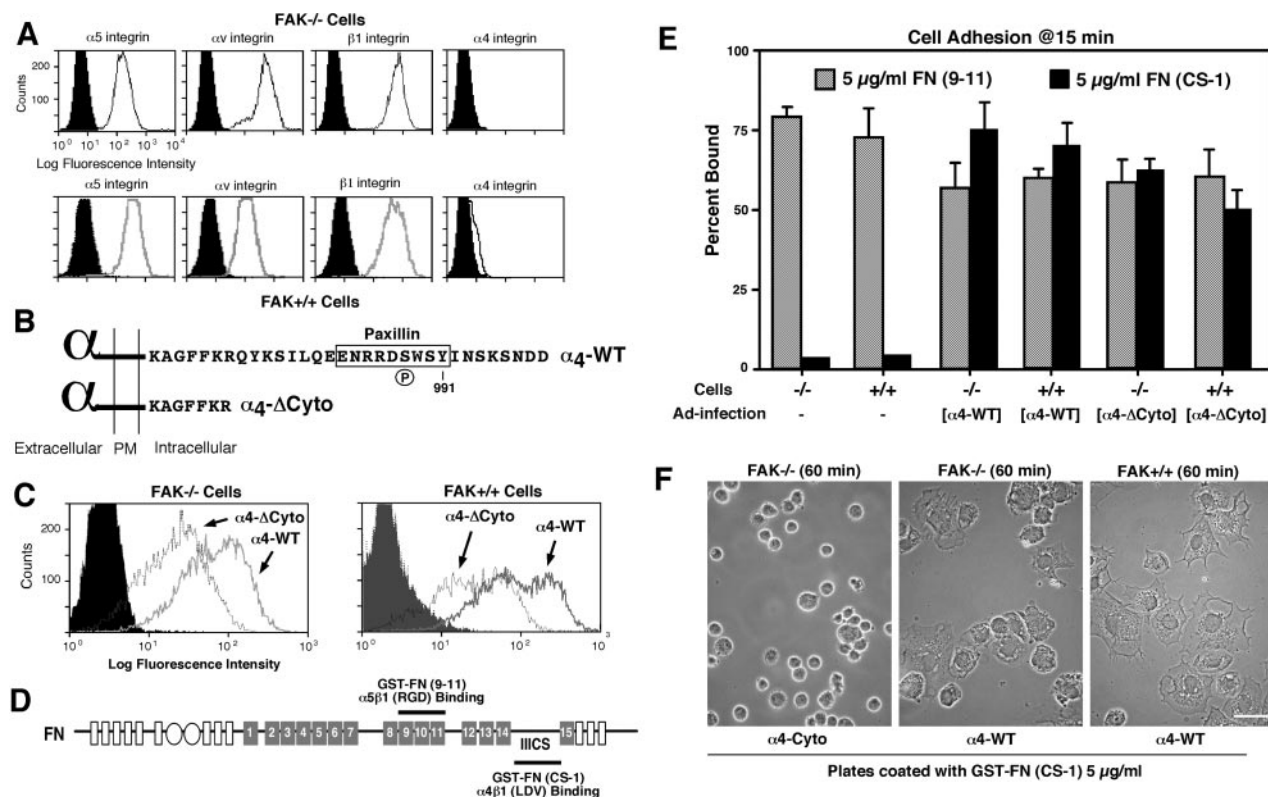 A
FAK-/- Cells
α5 integrin
αv integrin
β1 integrin
α4 integrin
Counts
200
100
10⁰ 10¹ 10² 10³ 10⁴
Log Fluorescence Intensity
α5 integrin
αv integrin
β1 integrin
α4 integrin
FAK+/+ Cells
B
Paxillin
α KAGFFKRQYKSILQEENRRDSWSYINSKSNDD α4-WT
P
991
α KAGFFKR α4-ΔCyto
Extracellular PM Intracellular
C
FAK-/- Cells
α4-ΔCyto
α4-WT
Counts
200
100
0
10⁰ 10¹ 10² 10³
Log Fluorescence Intensity
FAK+/+ Cells
α4-ΔCyto
α4-WT
10⁰ 10¹ 10² 10³
D
GST-FN (9-11)
α5β1 (RGD) Binding
FN
1 2 3 4 5 6 7 8 9 10 11 12 13 14 15
IIICS
GST-FN (CS-1)
α4β1 (LDV) Binding
E
Cell Adhesion @15 min
5 µg/ml FN (9-11)
5 µg/ml FN (CS-1)
Percent Bound
100
75
50
25
0
Cells -/- +/+ -/- +/+ -/- +/+
Ad-infection - - [α4-WT] [α4-WT] [α4-ΔCyto] [α4-ΔCyto]
F
FAK-/- (60 min)
FAK-/- (60 min)
FAK+/+ (60 min)
α4-Cyto
α4-WT
α4-WT
Plates coated with GST-FN (CS-1) 5 µg/ml